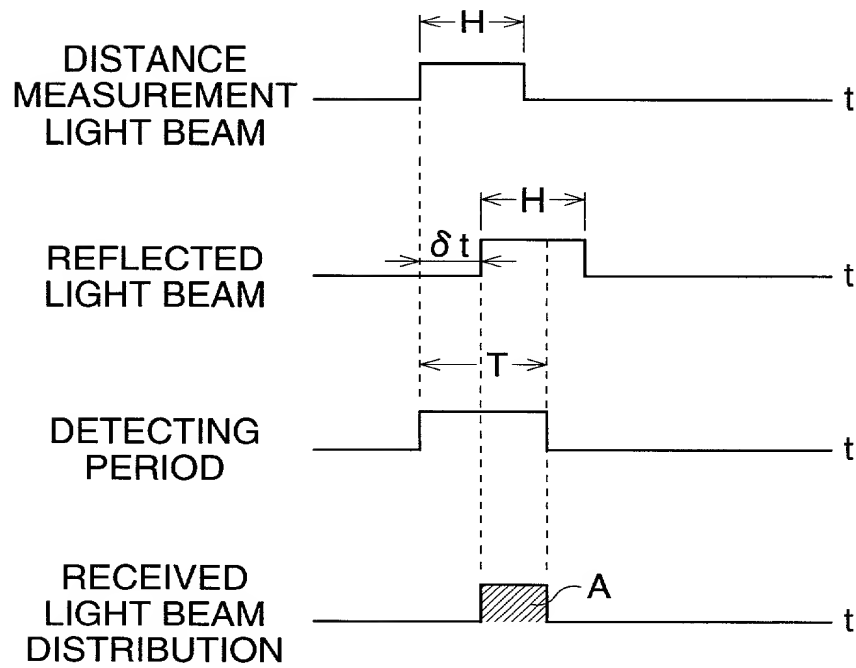 H
DISTANCE
MEASUREMENT
LIGHT BEAM
t
H
δ t
REFLECTED
LIGHT BEAM
t
T
DETECTING
PERIOD
t
RECEIVED
LIGHT BEAM
DISTRIBUTION
A
t